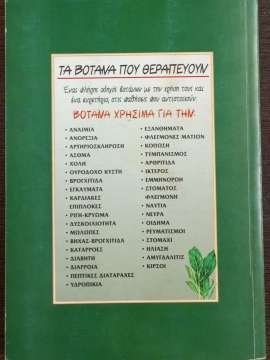 ΤΑ ΒΟΤΑΝΑ ΠΟΥ ΘΕΡΑΠΕΥΟΥΝ
Ένας πλήρης οδηγός βοτάνων με την χρήση τους και
ένα ευρετήριο, στις παθήσεις που αντιστοιχούν
ΒΟΤΑΝΑ ΧΡΗΣΙΜΑ ΓΙΑ ΤΗΝ:
• ΑΝΑΙΜΙΑ
• ΑΝΟΡΕΞΙΑ
• ΑΡΤΗΡΙΟΣΚΛΗΡΩΣΗ
• ΑΣΘΜΑ
• ΧΟΛΗ
• ΟΥΡΟΔΟΧΟ ΚΥΣΤΗ
• ΒΡΟΓΧΙΤΙΔΑ
• ΕΓΚΑΥΜΑΤΑ
• ΚΑΡΔΙΑΚΕΣ
ΕΠΙΠΛΟΚΕΣ
• ΡΙΓΗ-ΚΡΥΩΜΑ
• ΔΥΣΚΟΙΛΙΟΤΗΤΑ
• ΜΩΛΩΠΕΣ
• ΒΗΧΑΣ-ΒΡΟΓΧΙΤΙΔΑ
• ΚΑΤΑΡΡΟΕΣ
• ΔΙΑΒΗΤΗ
• ΔΙΑΡΡΟΙΑ
• ΠΕΠΤΙΚΕΣ ΔΙΑΤΑΡΑΧΕΣ
• ΥΔΡΟΠΙΚΙΑ
• ΕΞΑΝΘΗΜΑΤΑ
• ΦΛΕΓΜΟΝΕΣ ΜΑΤΙΩΝ
• ΚΟΠΩΣΗ
• ΤΥΜΠΑΝΙΣΜΟΣ
• ΑΡΘΡΙΤΙΔΑ
• ΙΚΤΕΡΟΣ
• ΕΜΜΗΝΟΡΟΗ
• ΣΤΟΜΑΤΟΣ
ΦΛΕΓΜΟΝΗ
• ΝΑΥΤΙΑ
• ΝΕΥΡΑ
• ΟΙΔΗΜΑ
• ΡΕΥΜΑΤΙΣΜΟΙ
• ΣΤΟΜΑΧΙ
• ΗΛΙΑΣΗ
• ΑΜΥΓΔΑΛΙΤΙΣ
• ΚΙΡΣΟΙ